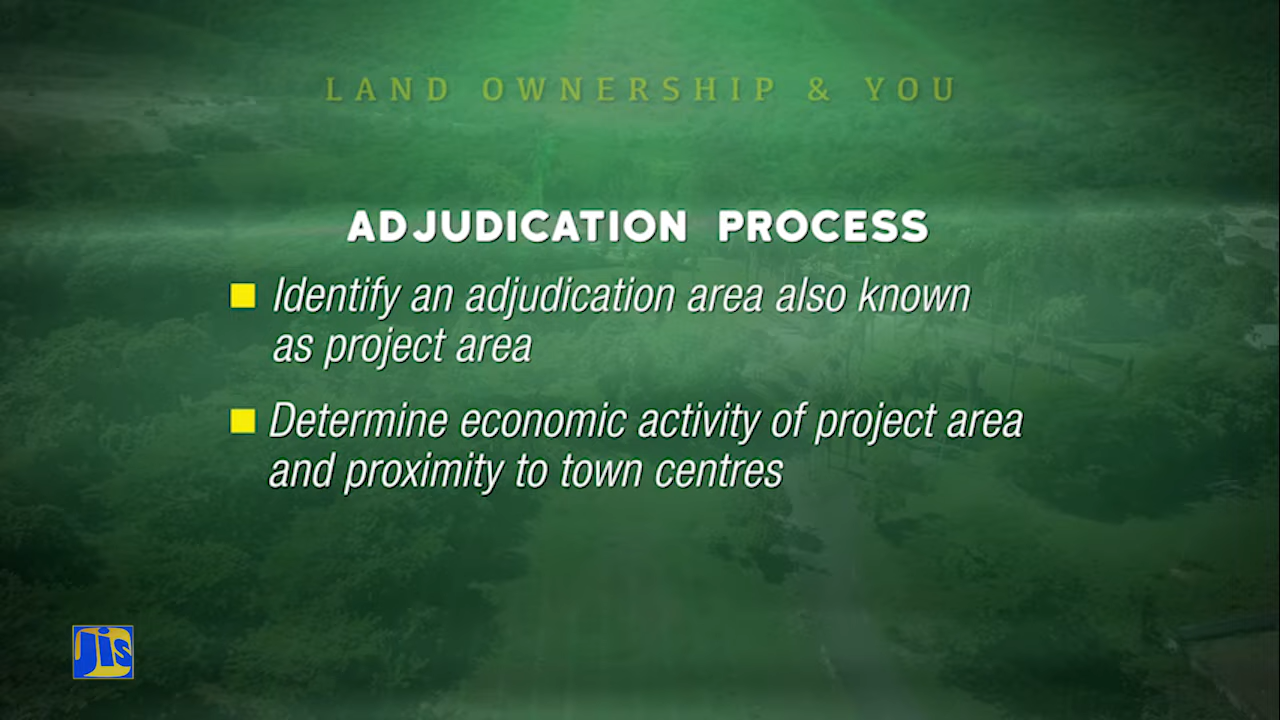 LAND OWNERSHIP & YOU
ADJUDICATION PROCESS
Identify an adjudication area also known
as project area
Determine economic activity of project area
and proximity to town centres
JIS